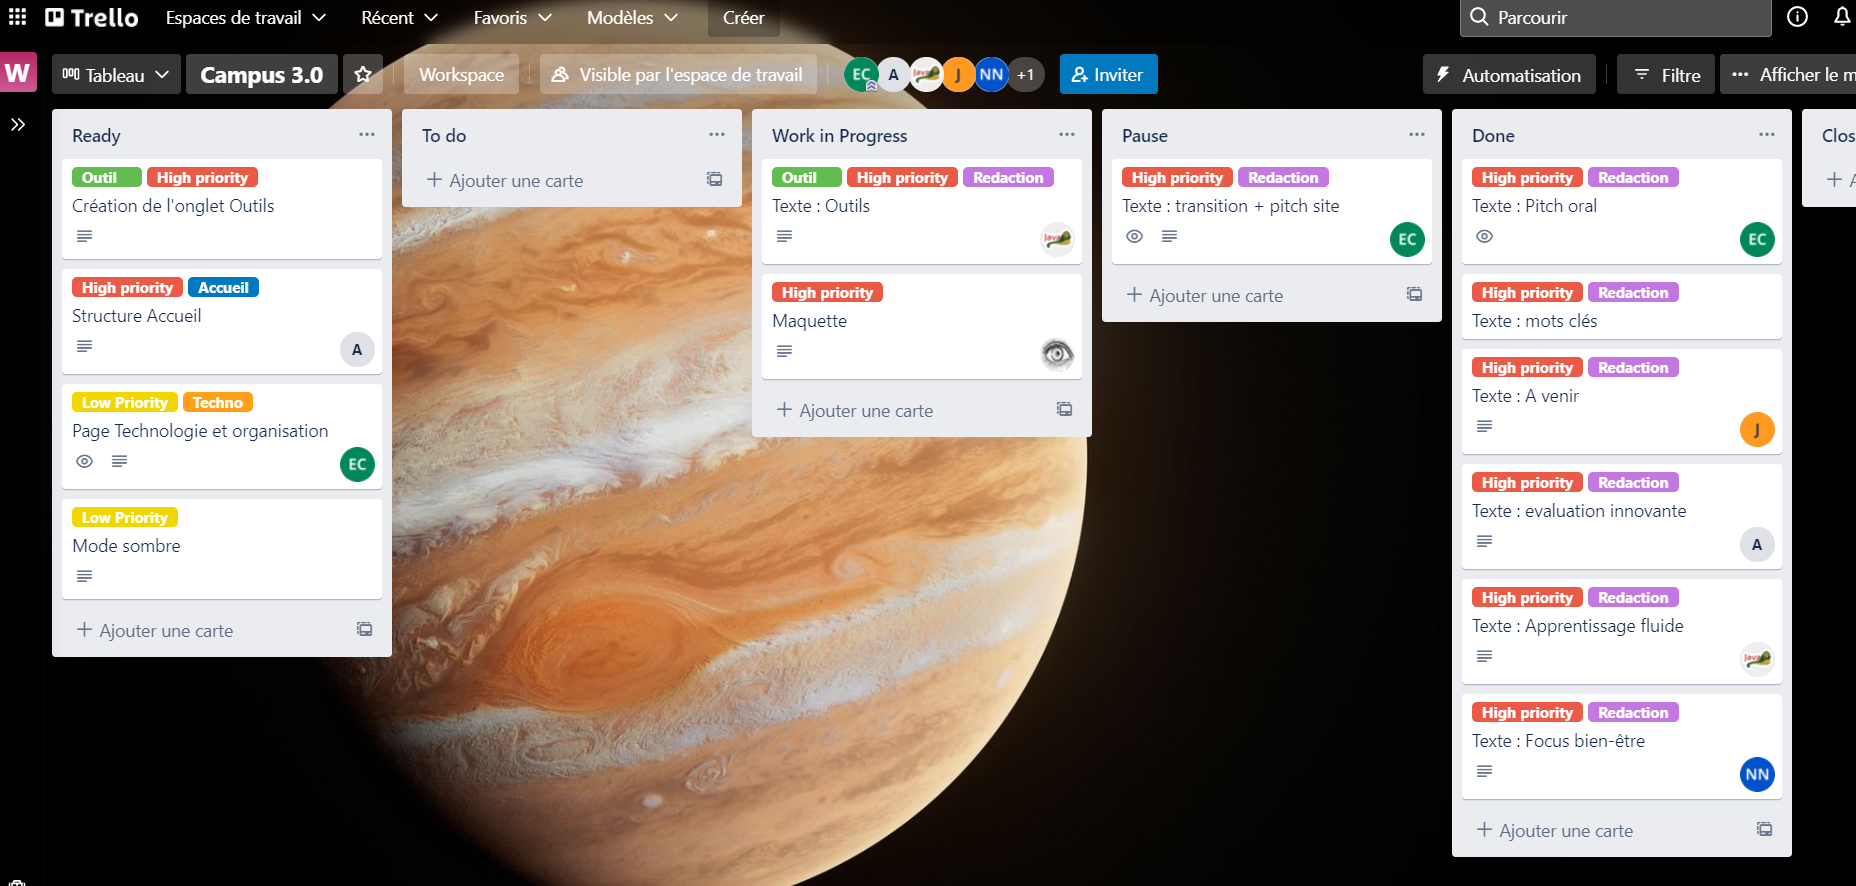 Trello
Espaces de travail
Récent
Favoris
Modèles
Créer
Parcourir
W
Tableau
Campus 3.0
Workspace
Visible par l'espace de travail
EC
A
Java
J
NN
+1
Inviter
Automatisation
Filtre
Afficher le m
Ready
Outil High priority
Création de l'onglet Outils
High priority Accueil
Structure Accueil
A
Low Priority Techno
Page Technologie et organisation
EC
Low Priority
Mode sombre
+ Ajouter une carte
To do
+ Ajouter une carte
Work in Progress
Outil High priority Redaction
Texte : Outils
Java
High priority
Maquette
+ Ajouter une carte
Pause
High priority Redaction
Texte : transition + pitch site
EC
+ Ajouter une carte
Done
High priority Redaction
Texte : Pitch oral
EC
High priority Redaction
Texte : mots clés
High priority Redaction
Texte : A venir
J
High priority Redaction
Texte : evaluation innovante
A
High priority Redaction
Texte : Apprentissage fluide
Java
High priority Redaction
Texte : Focus bien-être
NN
+ Ajouter une carte
Clos
+ A